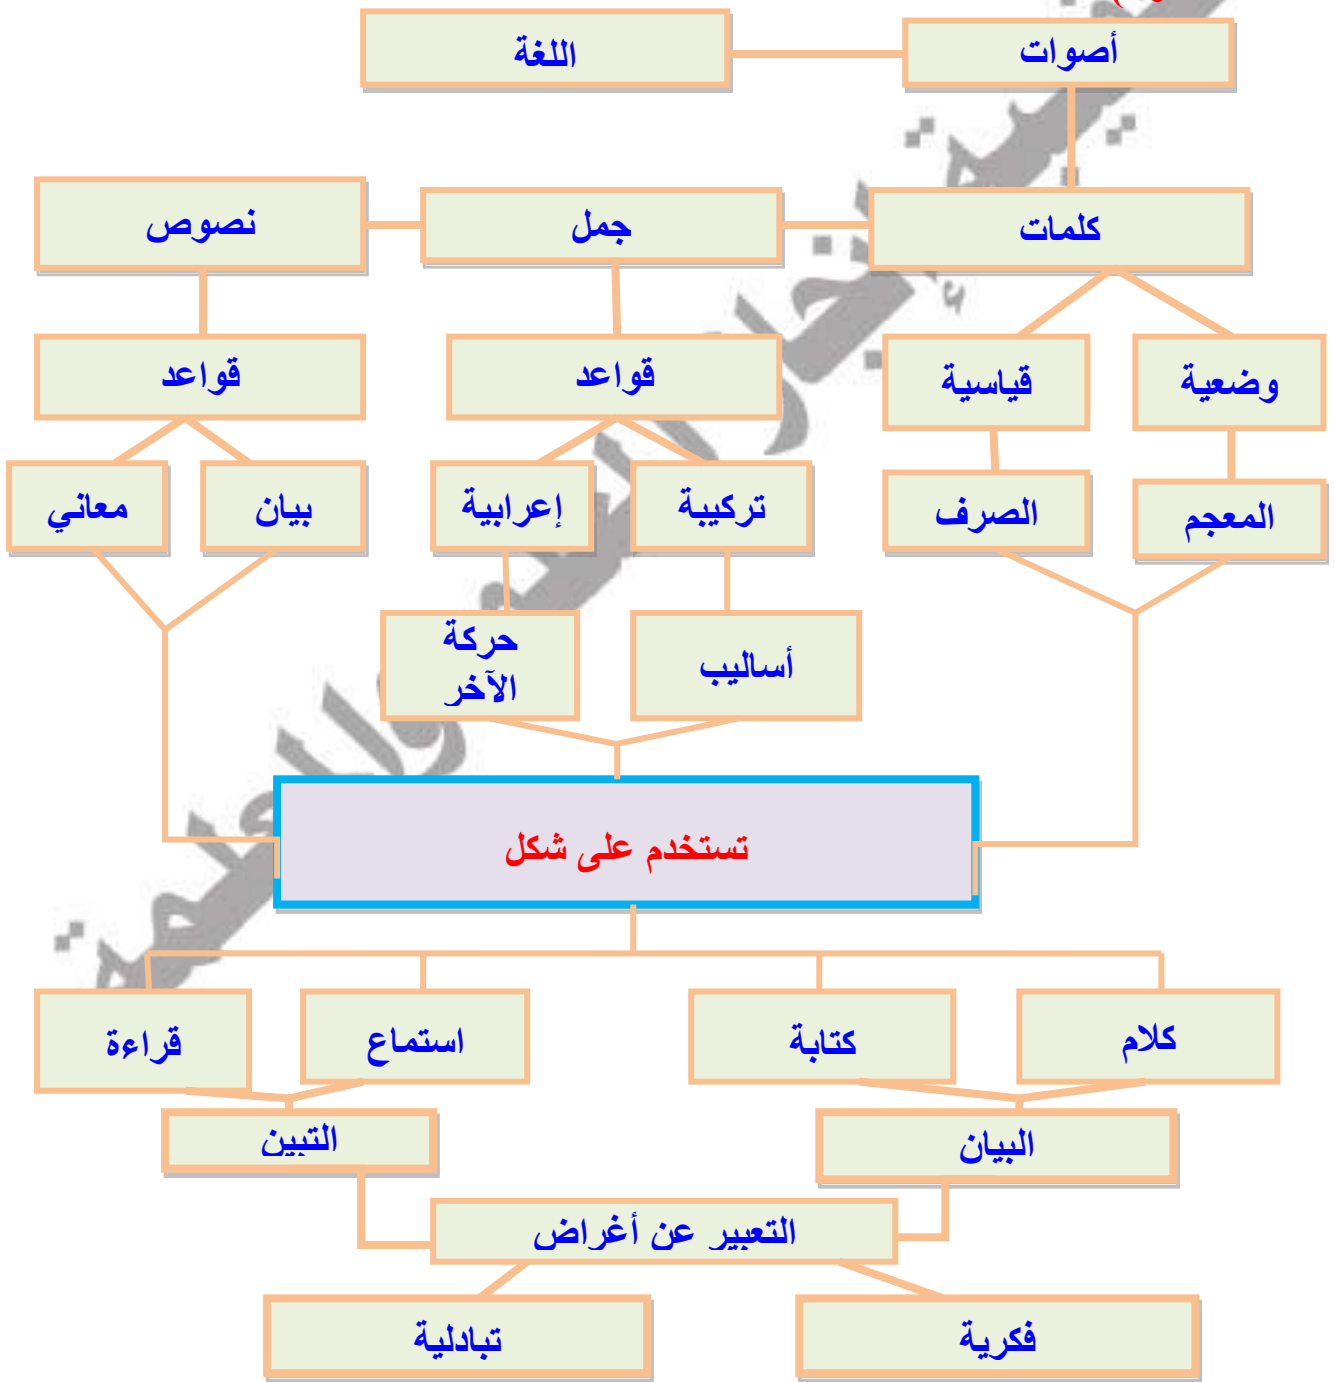 أصوات
اللغة
كلمات
جمل
نصوص
وضعية
قياسية
قواعد
قواعد
المعجم
الصرف
تركيبة
إعرابية
بيان
معاني
أساليب
حركة
الآخر
تستخدم على شكل
كلام
كتابة
استماع
قراءة
البيان
التبين
التعبير عن أغراض
فكرية
تبادلية